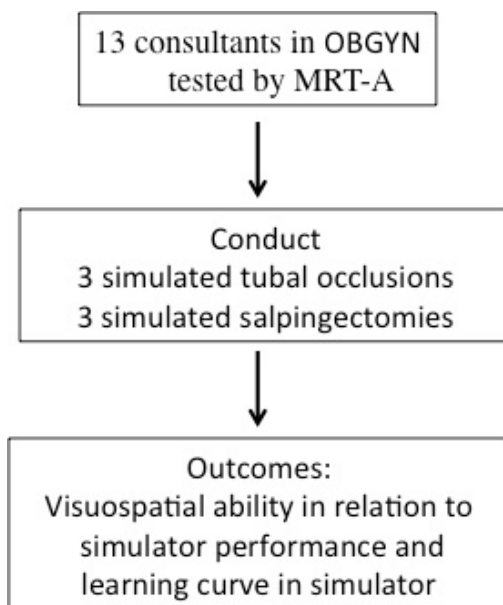 13 consultants in OBGYN
tested by MRT-A
Conduct
3 simulated tubal occlusions
3 simulated salpingectomies
Outcomes:
Visuospatial ability in relation to
simulator performance and
learning curve in simulator